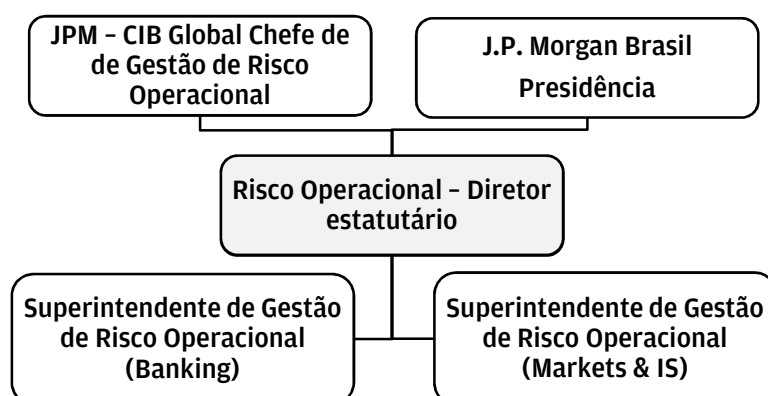 JPM – CIB Global Chefe de
de Gestão de Risco
Operacional
J.P. Morgan Brasil
Presidência
Risco Operacional – Diretor
estatutário
Superintendente de Gestão
de Risco Operacional
(Banking)
Superintendente de Gestão
de Risco Operacional
(Markets & IS)